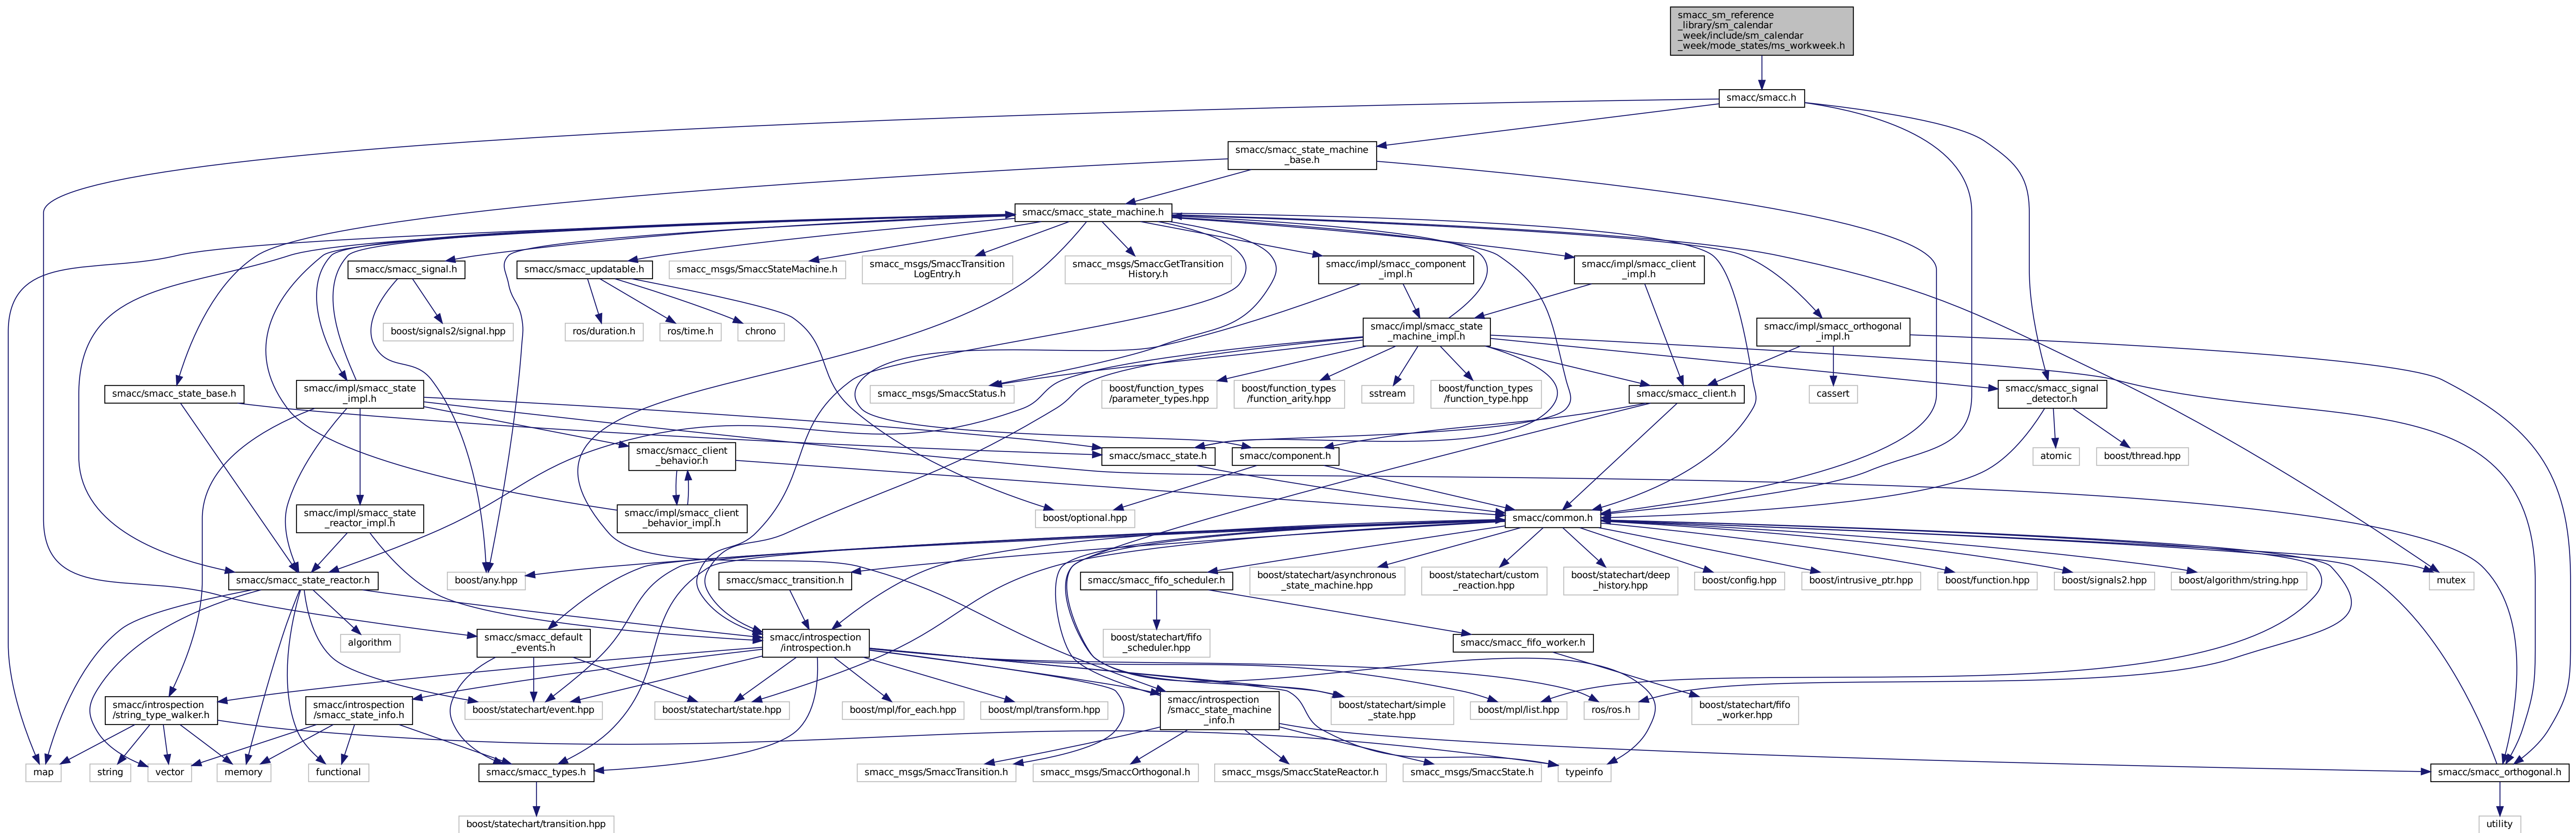 smacc_sm_reference
_library/sm_calendar
_week/include/sm_calendar
_week/mode_states/ms_workweek.h
smacc/smacc.h
smacc/smacc_state_machine
_base.h
smacc/smacc_state_machine.h
smacc/smacc_signal.h
smacc/smacc_updatable.h
smacc_msgs/SmaccStateMachine.h
smacc_msgs/SmaccTransition
LogEntry.h
smacc_msgs/SmaccGetTransition
History.h
smacc/impl/smacc_component
_impl.h
smacc/impl/smacc_client
_impl.h
boost/signals2/signal.hpp
ros/duration.h
ros/time.h
chrono
smacc/impl/smacc_state
_machine_impl.h
smacc/impl/smacc_orthogonal
_impl.h
smacc/smacc_state_base.h
smacc/impl/smacc_state
_impl.h
smacc_msgs/SmaccStatus.h
boost/function_types
/parameter_types.hpp
boost/function_types
/function_arity.hpp
sstream
boost/function_types
/function_type.hpp
smacc/smacc_client.h
cassert
smacc/smacc_signal
_detector.h
smacc/smacc_client
_behavior.h
smacc/smacc_state.h
smacc/component.h
atomic
boost/thread.hpp
smacc/impl/smacc_state
_reactor_impl.h
smacc/impl/smacc_client
_behavior_impl.h
boost/optional.hpp
smacc/common.h
smacc/smacc_state_reactor.h
boost/any.hpp
smacc/smacc_transition.h
smacc/smacc_fifo_scheduler.h
boost/statechart/asynchronous
_state_machine.hpp
boost/statechart/custom
_reaction.hpp
boost/statechart/deep
_history.hpp
boost/config.hpp
boost/intrusive_ptr.hpp
boost/function.hpp
boost/signals2.hpp
boost/algorithm/string.hpp
mutex
algorithm
smacc/smacc_default
_events.h
smacc/introspection
/introspection.h
boost/statechart/fifo
_scheduler.hpp
smacc/smacc_fifo_worker.h
smacc/introspection
/string_type_walker.h
smacc/introspection
/smacc_state_info.h
boost/statechart/event.hpp
boost/statechart/state.hpp
boost/mpl/for_each.hpp
boost/mpl/transform.hpp
smacc/introspection
/smacc_state_machine
_info.h
boost/statechart/simple
_state.hpp
boost/mpl/list.hpp
ros/ros.h
boost/statechart/fifo
_worker.hpp
map
string
vector
memory
functional
smacc/smacc_types.h
smacc_msgs/SmaccTransition.h
smacc_msgs/SmaccOrthogonal.h
smacc_msgs/SmaccStateReactor.h
smacc_msgs/SmaccState.h
typeinfo
smacc/smacc_orthogonal.h
boost/statechart/transition.hpp
utility